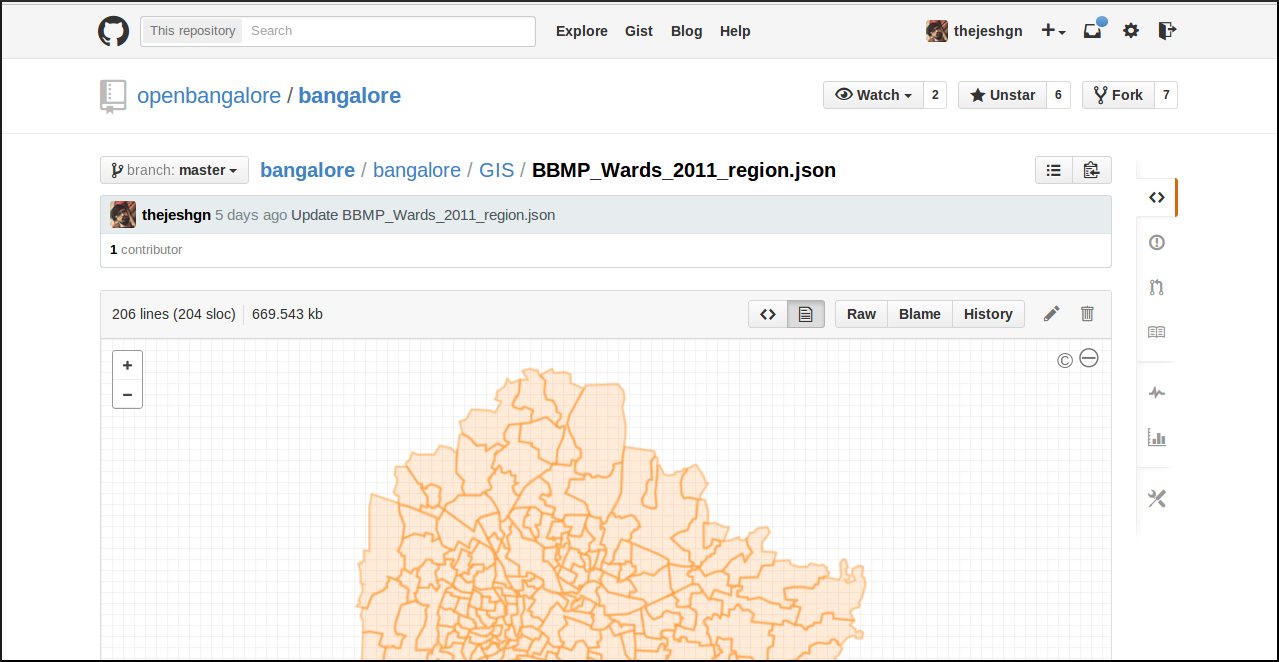 This repository Search Explore Gist Blog Help thejeshgn
openbangalore / bangalore Watch 2 Unstar 6 Fork 7
branch: master bangalore / bangalore / GIS / BBMP_Wards_2011_region.json
thejeshgn 5 days ago Update BBMP_Wards_2011_region.json
1 contributor
206 lines (204 sloc) 669.543 kb Raw Blame History
+
−
©